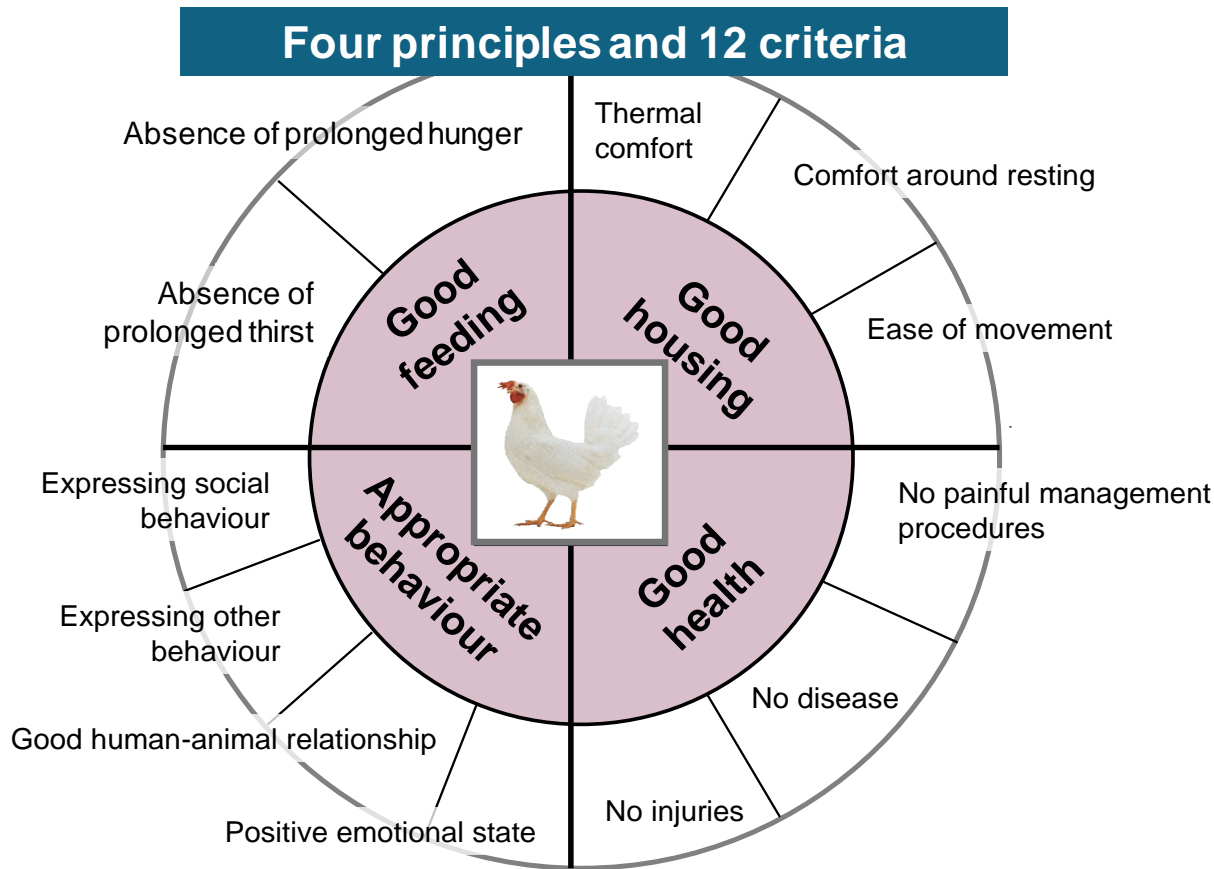 Four principles and 12 criteria
Absence of prolonged hunger
Absence of
prolonged thirst
Good
feeding
Thermal
comfort
Comfort around resting
Ease of movement
Good
housing
Expressing social
behaviour
Expressing other
behaviour
Good human-animal relationship
Positive emotional state
Appropriate
behaviour
No painful management
procedures
No disease
No injuries
Good
health